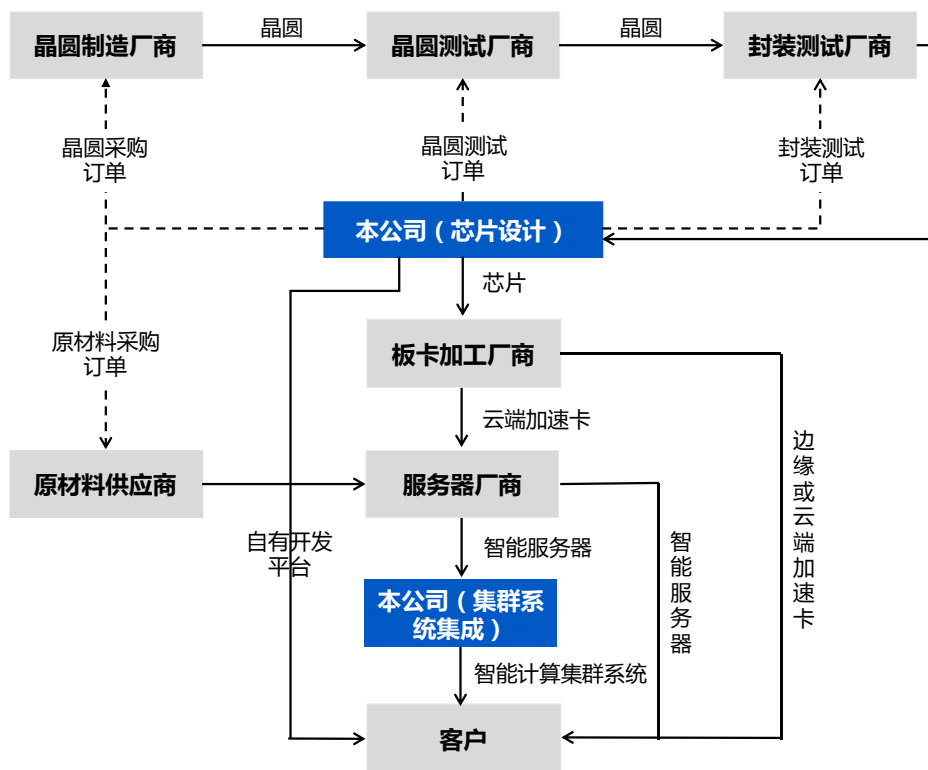 晶圆
晶圆
晶圆制造厂商
晶圆测试厂商
封装测试厂商
晶圆采购
订单
晶圆测试
订单
封装测试
订单
本公司（芯片设计）
芯片
原材料采购
订单
板卡加工厂商
云端加速卡
边缘或云端加速卡
原材料供应商
服务器厂商
自有开发
平台
智能服务器
智能服务器
本公司（集群系
统集成）
智能计算集群系统
客户